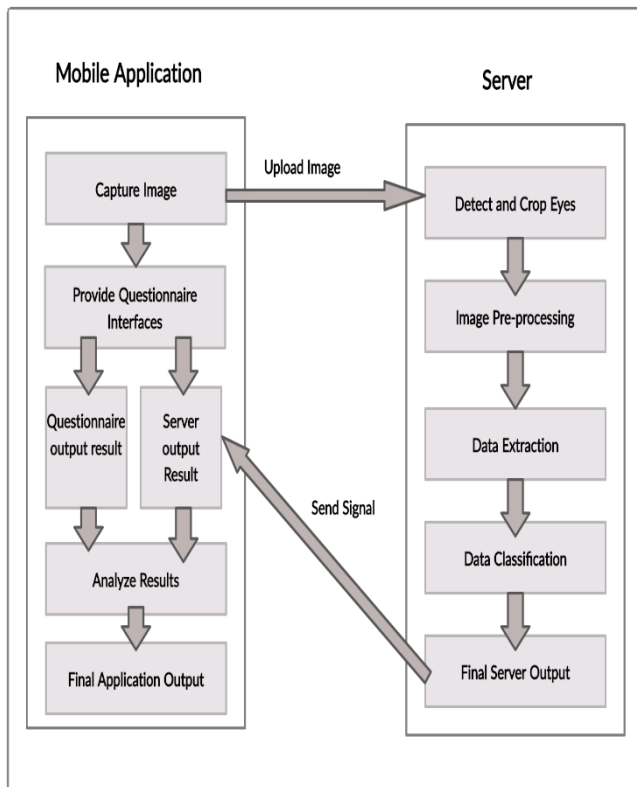 Mobile Application
Capture Image
Provide Questionnaire
Interfaces
Questionnaire
output result
Server
output
Result
Analyze Results
Final Application Output
Upload Image
Send Signal
Server
Detect and Crop Eyes
Image Pre-processing
Data Extraction
Data Classification
Final Server Output